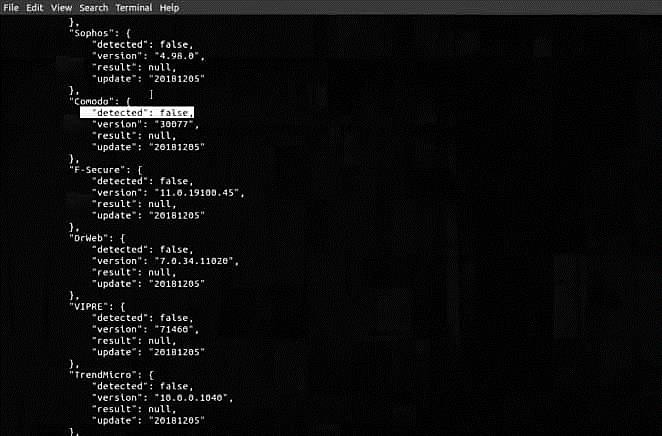 File Edit View Search Terminal Help
},
"Sophos": {
"detected": false,
"version": "4.98.0",
"result": null,
"update": "20181205"
},
"Comodo": {
"detected": false,
"version": "30077",
"result": null,
"update": "20181205"
},
"F-Secure": {
"detected": false,
"version": "11.0.19100.45",
"result": null,
"update": "20181205"
},
"DrWeb": {
"detected": false,
"version": "7.0.34.11020",
"result": null,
"update": "20181205"
},
"VIPRE": {
"detected": false,
"version": "71460",
"result": null,
"update": "20181205"
},
"TrendMicro": {
"detected": false,
"version": "10.0.0.1040",
"result": null,
"update": "20181205"
},